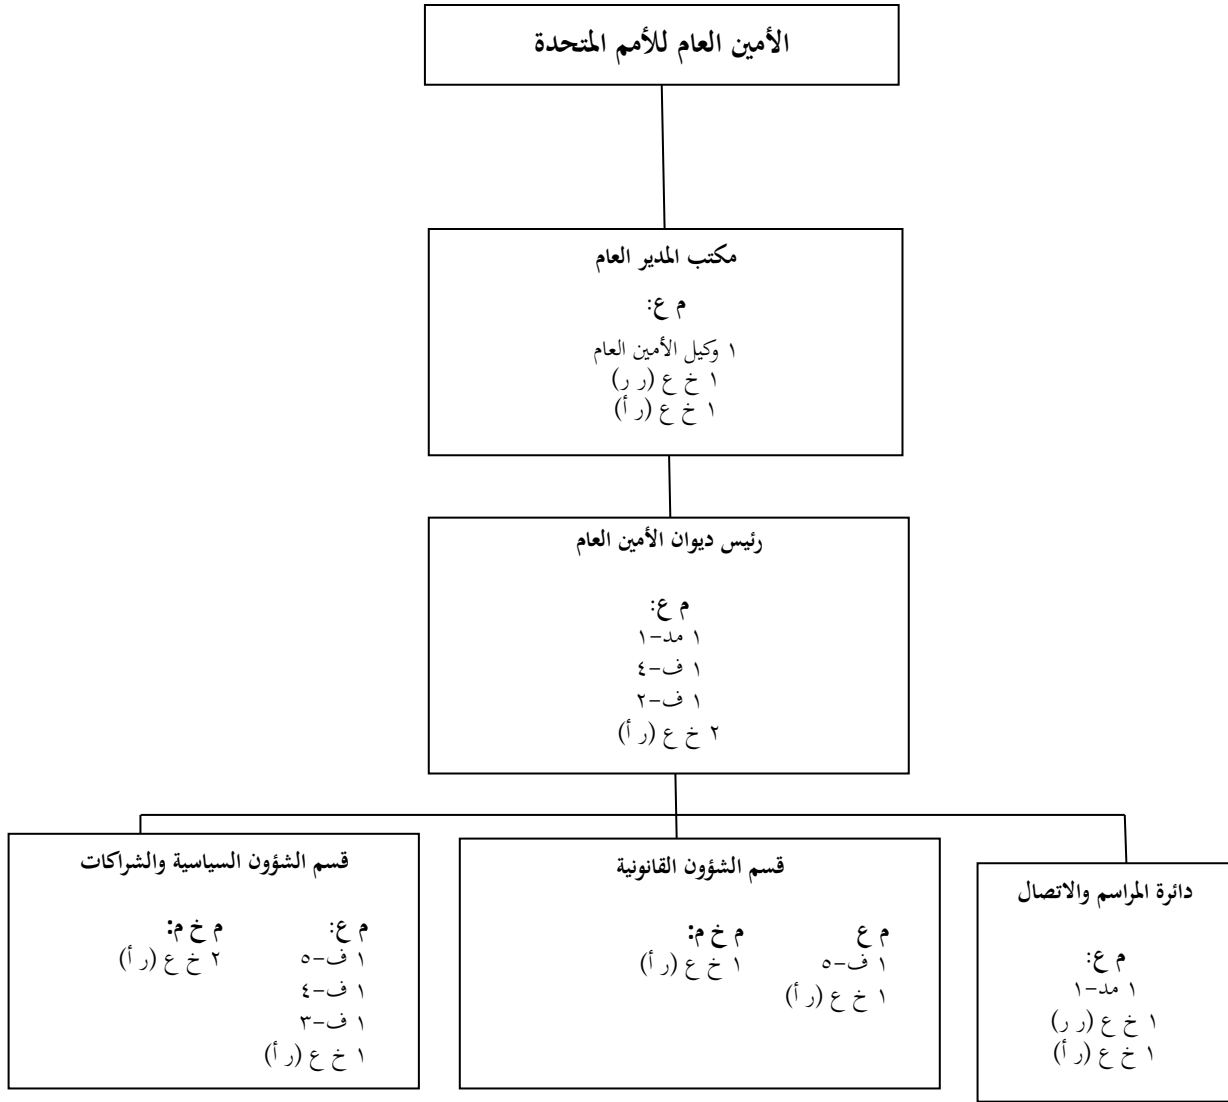 الأمين العام للأمم المتحدة
مكتب المدير العام
م ع:
١ وكيل الأمين العام
١ خ ع (ر ر)
١ خ ع (ر أ)
رئيس ديوان الأمين العام
م ع:
١ مد-١
١ ف-٤
١ ف-٢
٢ خ ع (ر أ)
دائرة المراسم والاتصال
م ع:
١ مد-١
١ خ ع (ر ر)
١ خ ع (ر أ)
قسم الشؤون القانونية
م ع
١ ف-٥
١ خ ع (ر أ)
م خ م:
١ خ ع (ر أ)
قسم الشؤون السياسية والشراكات
م ع:
١ ف-٥
١ ف-٤
١ ف-٣
١ خ ع (ر أ)
م خ م:
٢ خ ع (ر أ)